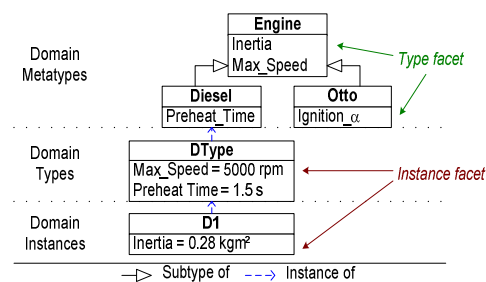 Engine
Inertia
Max_Speed
Domain
Metatypes
Type facet
Diesel
Preheat_Time
Otto
Ignition_α
Domain
Types
DType
Max_Speed = 5000 rpm
Preheat Time = 1.5 s
Instance facet
Domain
Instances
D1
Inertia = 0.28 kgm²
Subtype of
Instance of